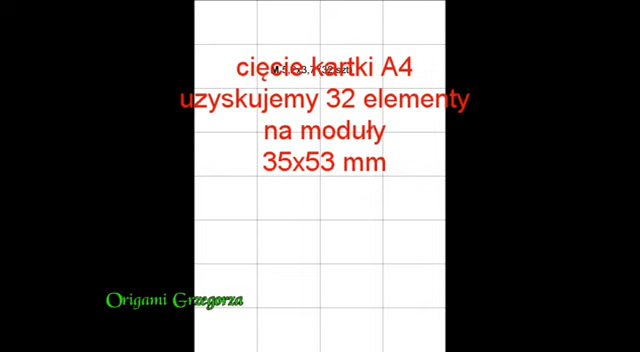 cięcie kartki A4
uzyskujemy 32 elementy
na moduły
35x53 mm
Origami Grzegorza